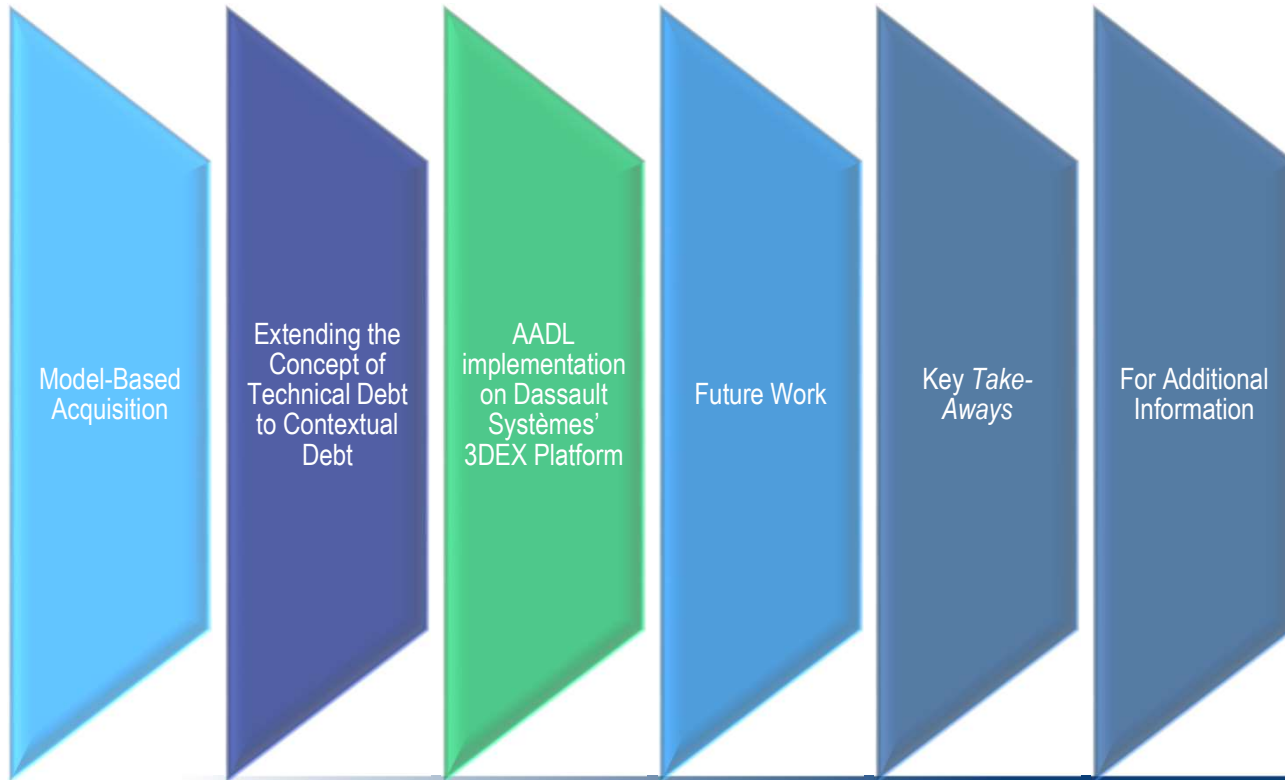 Model-Based
Acquisition
Extending the
Concept of
Technical Debt
to Contextual
Debt
AADL
implementation
on Dassault
Systèmes’
3DEX Platform
Future Work
Key Take-
Aways
For Additional
Information